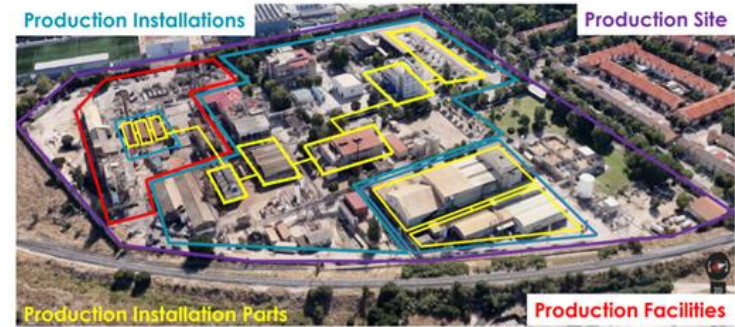 Production Installations
Production Site
Production Installation Parts
Production Facilities